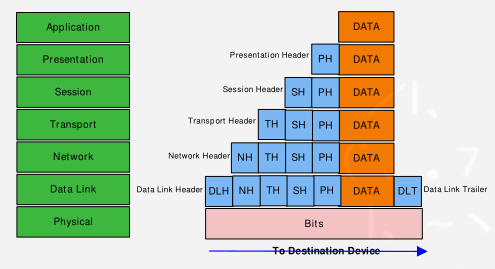 Application DATA
Presentation Presentation Header PH DATA
Session Session Header SH PH DATA
Transport Transport Header TH SH PH DATA
Network Network Header NH TH SH PH DATA
Data Link Data Link Header DLH NH TH SH PH DATA DLT Data Link Trailer
Physical Bits
To Destination Device